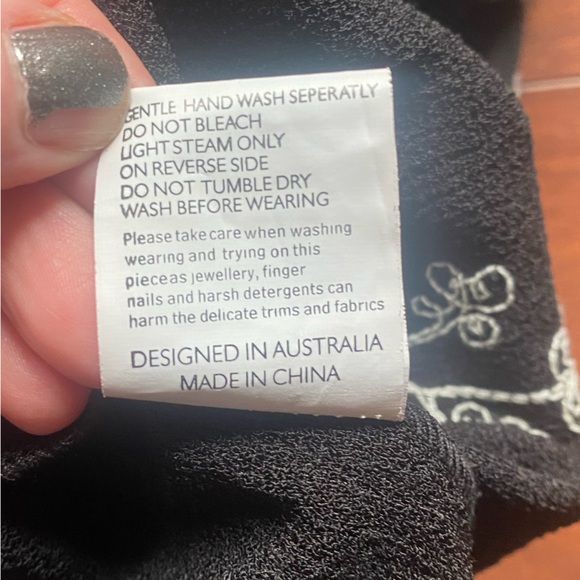 GENTLE HAND WASH SEPERATLY
DO NOT BLEACH
LIGHT STEAM ONLY
ON REVERSE SIDE
DO NOT TUMBLE DRY
WASH BEFORE WEARING
Please take care when washing
wearing and trying on this
pieceas jewellery, finger
nails and harsh detergents can
harm the delicate trims and fabrics
DESIGNED IN AUSTRALIA
MADE IN CHINA